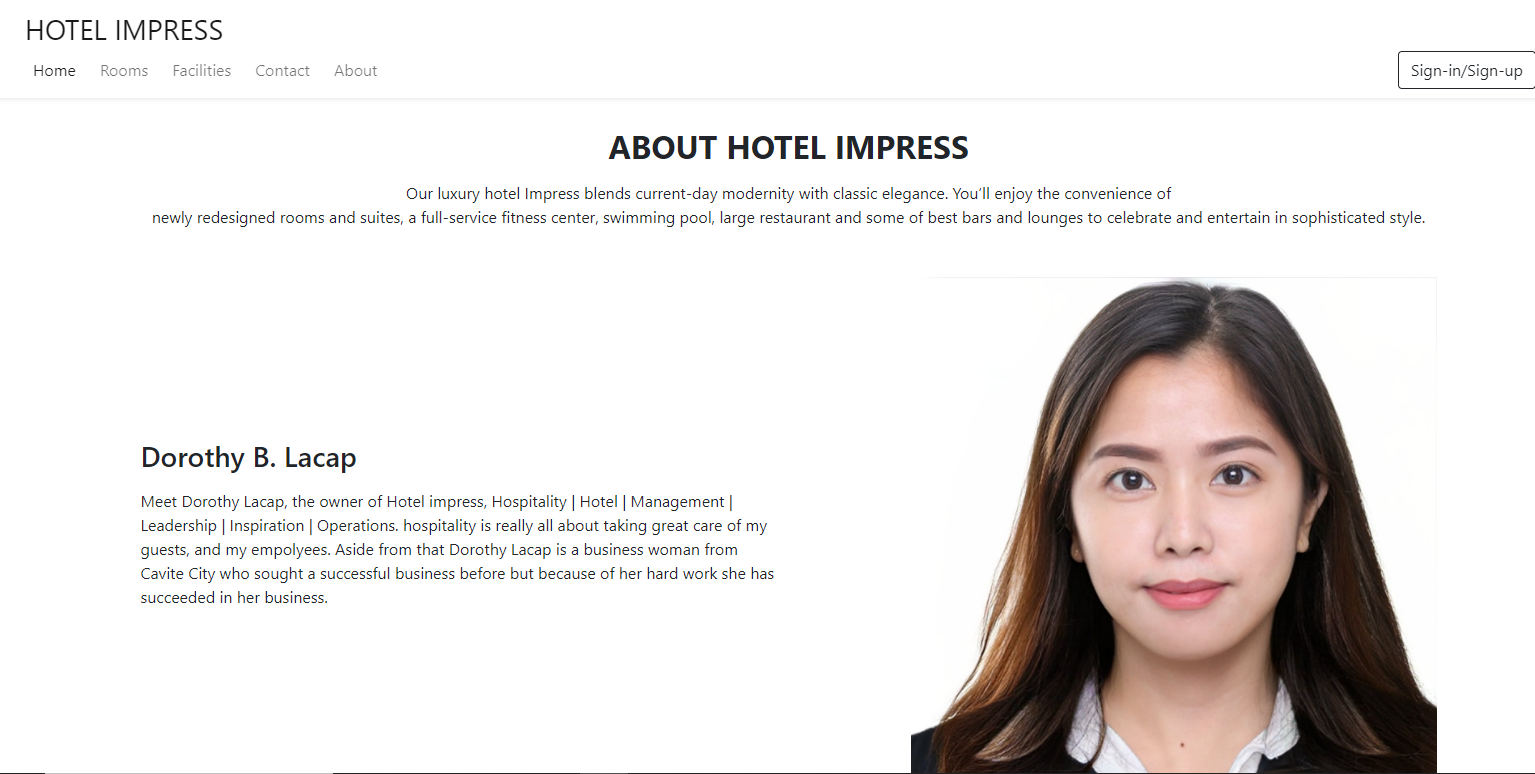 HOTEL IMPRESS
Home Rooms Facilities Contact About Sign-in/Sign-up
ABOUT HOTEL IMPRESS
Our luxury hotel Impress blends current-day modernity with classic elegance. You’ll enjoy the convenience of
newly redesigned rooms and suites, a full-service fitness center, swimming pool, large restaurant and some of best bars and lounges to celebrate and entertain in sophisticated style.
Dorothy B. Lacap
Meet Dorothy Lacap, the owner of Hotel impress, Hospitality | Hotel | Management |
Leadership | Inspiration | Operations. hospitality is really all about taking great care of my
guests, and my empolyees. Aside from that Dorothy Lacap is a business woman from
Cavite City who sought a successful business before but because of her hard work she has
succeeded in her business.